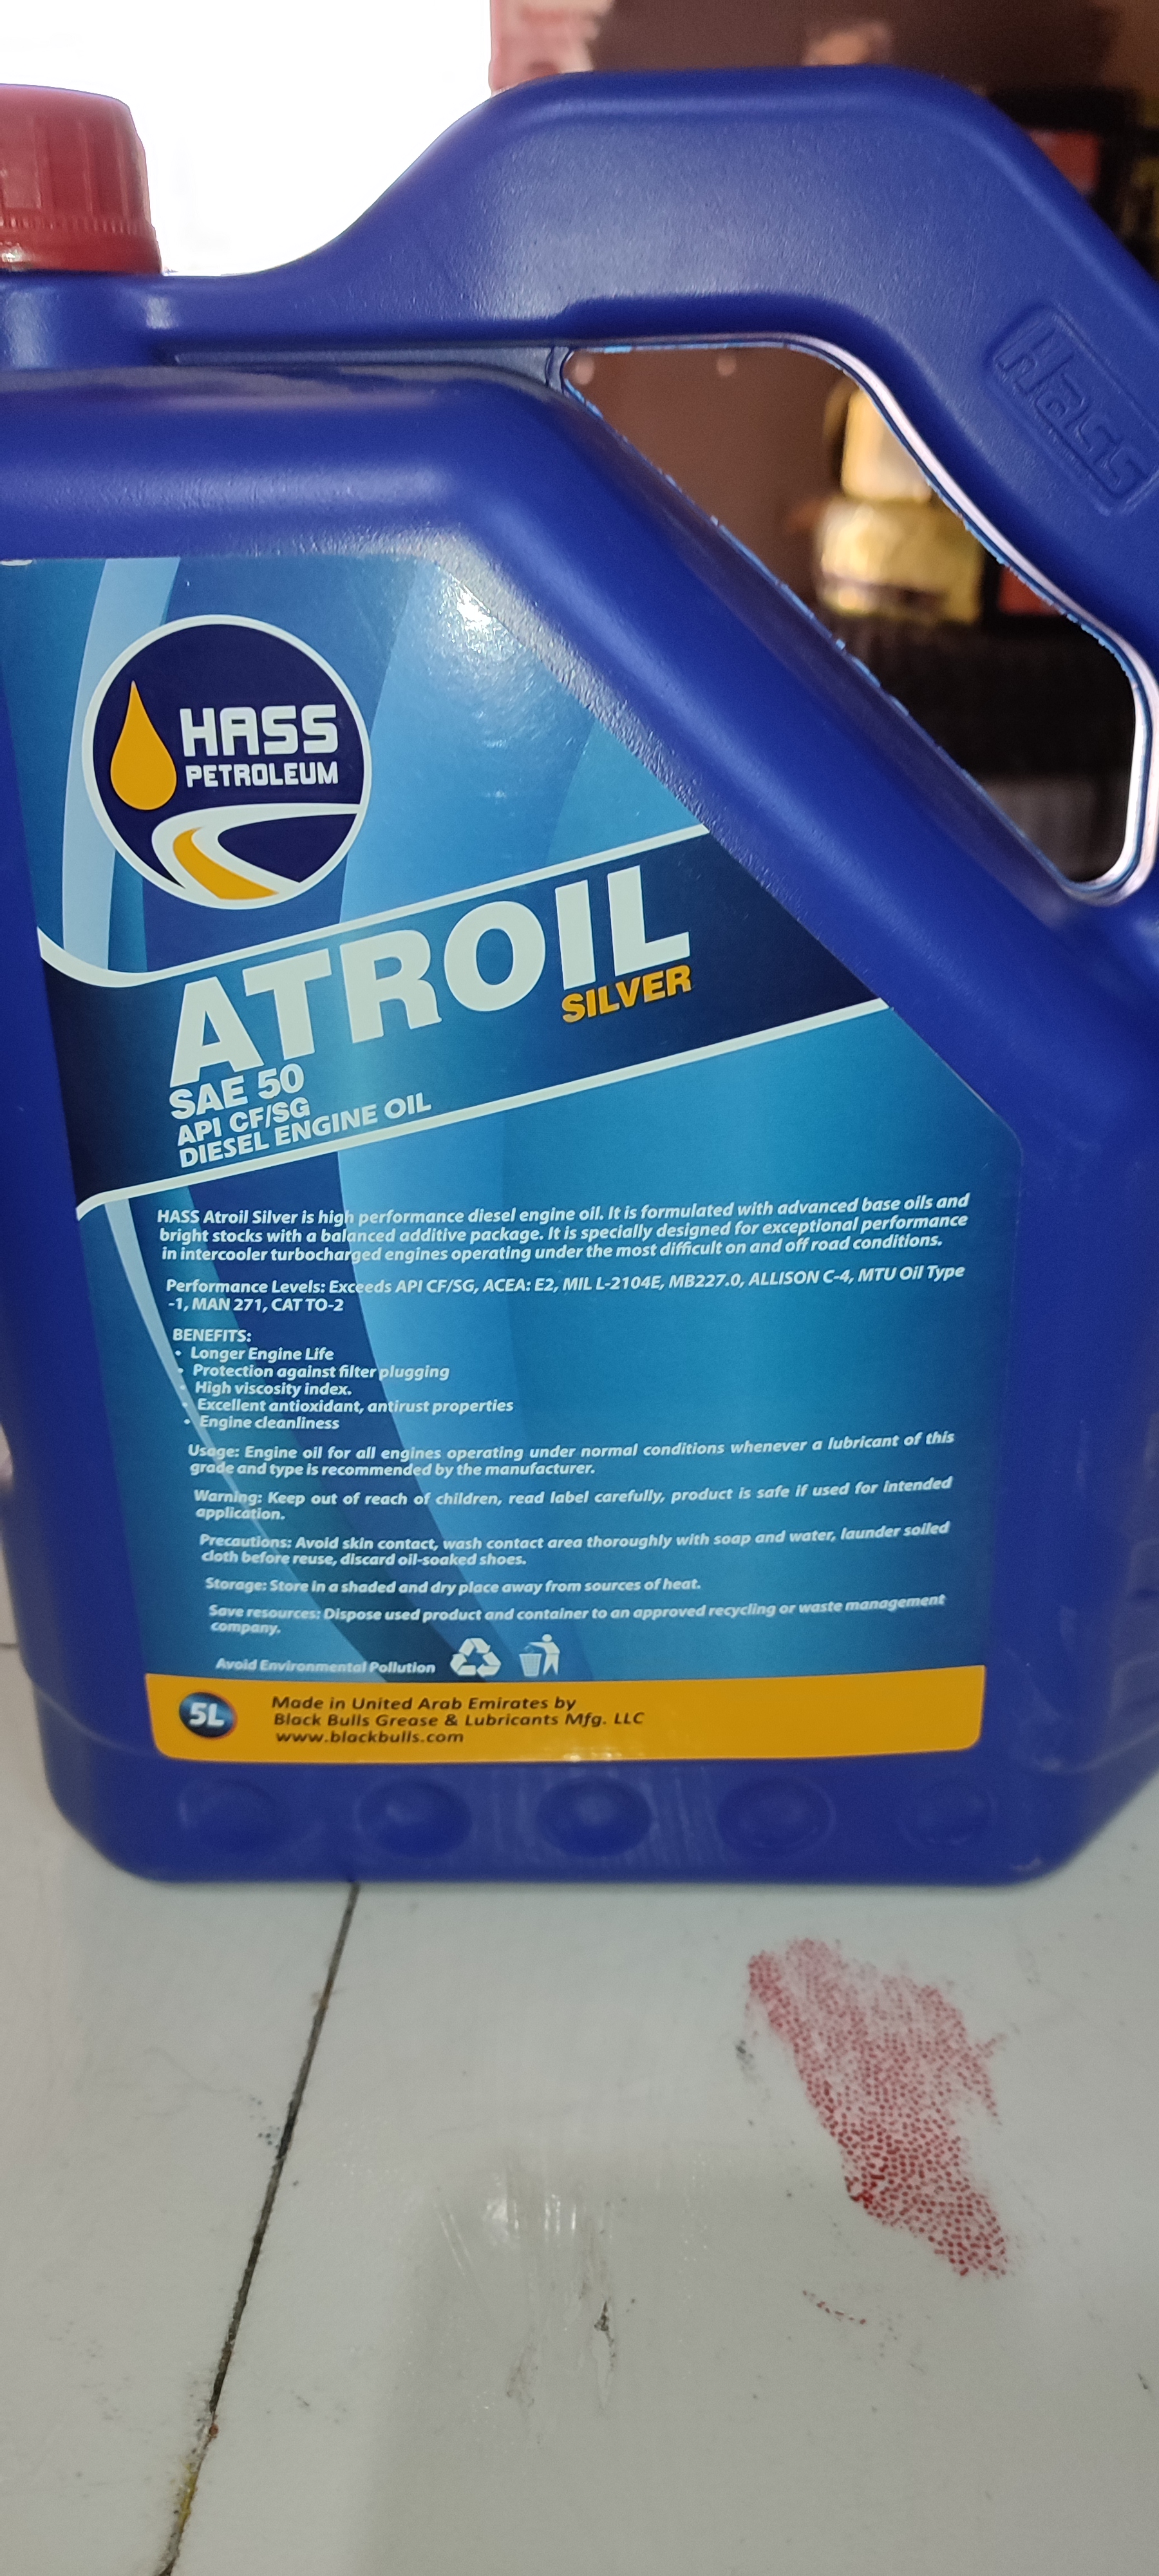 Hass
HASS
PETROLEUM
ATROIL
SILVER
SAE 50
API CF/SG
DIESEL ENGINE OIL
HASS Atroil Silver is high performance diesel engine oil. It is formulated with advanced base oils and
bright stocks with a balanced additive package. It is specially designed for exceptional performance
in intercooler turbocharged engines operating under the most difficult on and off road conditions.
Performance Levels: Exceeds API CF/SG, ACEA: E2, MIL L-2104E, MB227.0, ALLISON C-4, MTU Oil Type
-1, MAN 271, CAT TO-2
BENEFITS:
• Longer Engine Life
• Protection against filter plugging
• High viscosity index.
• Excellent antioxidant, antirust properties
• Engine cleanliness
Usage: Engine oil for all engines operating under normal conditions whenever a lubricant of this
grade and type is recommended by the manufacturer.
Warning: Keep out of reach of children, read label carefully, product is safe if used for intended
application.
Precautions: Avoid skin contact, wash contact area thoroughly with soap and water, launder soiled
cloth before reuse, discard oil-soaked shoes.
Storage: Store in a shaded and dry place away from sources of heat.
Save resources: Dispose used product and container to an approved recycling or waste management
company.
Avoid Environmental Pollution
5L
Made in United Arab Emirates by
Black Bulls Grease & Lubricants Mfg. LLC
www.blackbulls.com